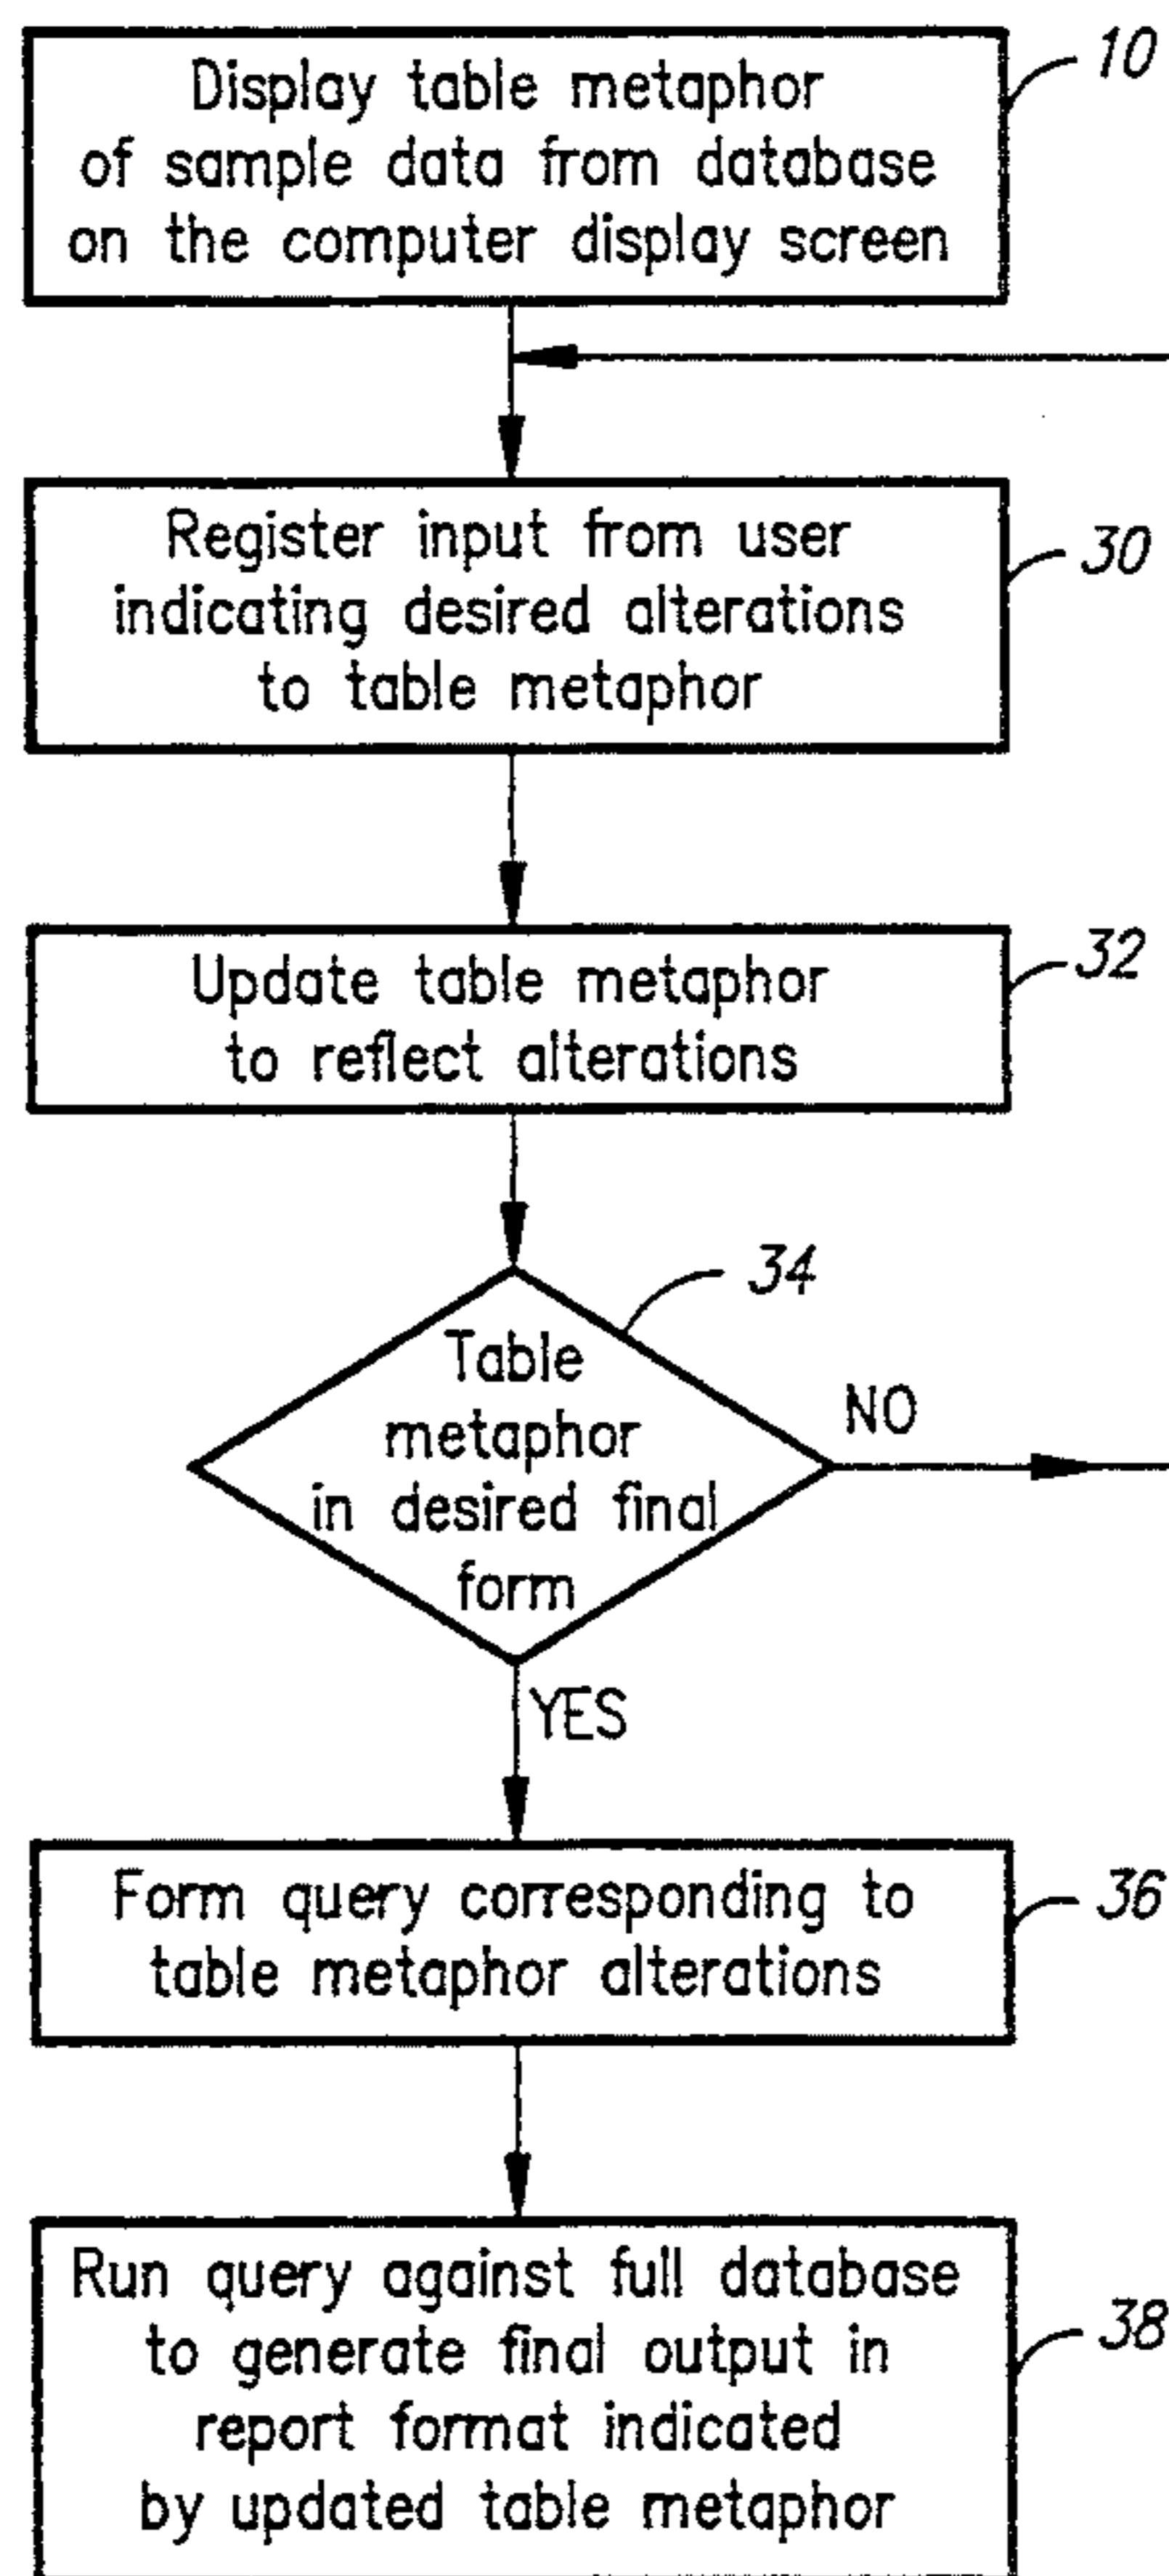 Display table metaphor
of sample data from database
on the computer display screen
10
Register input from user
indicating desired alterations
to table metaphor
30
Update table metaphor
to reflect alterations
32
34
Table
metaphor
in desired final
form
NO
YES
Form query corresponding to
table metaphor alterations
36
Run query against full database
to generate final output in
report format indicated
by updated table metaphor
38